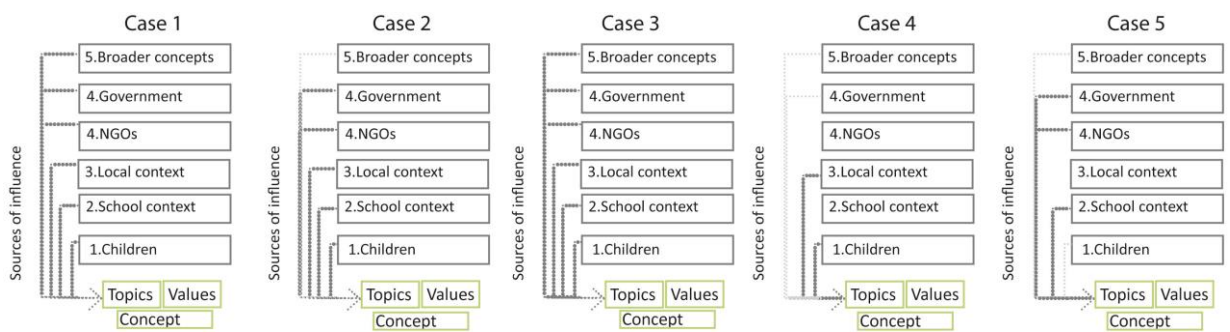 Case 1
Sources of influence
5.Broader concepts
4.Government
4.NGOs
3.Local context
2.School context
1.Children
Topics
Values
Concept
Case 2
Sources of influence
5.Broader concepts
4.Government
4.NGOs
3.Local context
2.School context
1.Children
Topics
Values
Concept
Case 3
Sources of influence
5.Broader concepts
4.Government
4.NGOs
3.Local context
2.School context
1.Children
Topics
Values
Concept
Case 4
Sources of influence
5.Broader concepts
4.Government
4.NGOs
3.Local context
2.School context
1.Children
Topics
Values
Concept
Case 5
Sources of influence
5.Broader concepts
4.Government
4.NGOs
3.Local context
2.School context
1.Children
Topics
Values
Concept